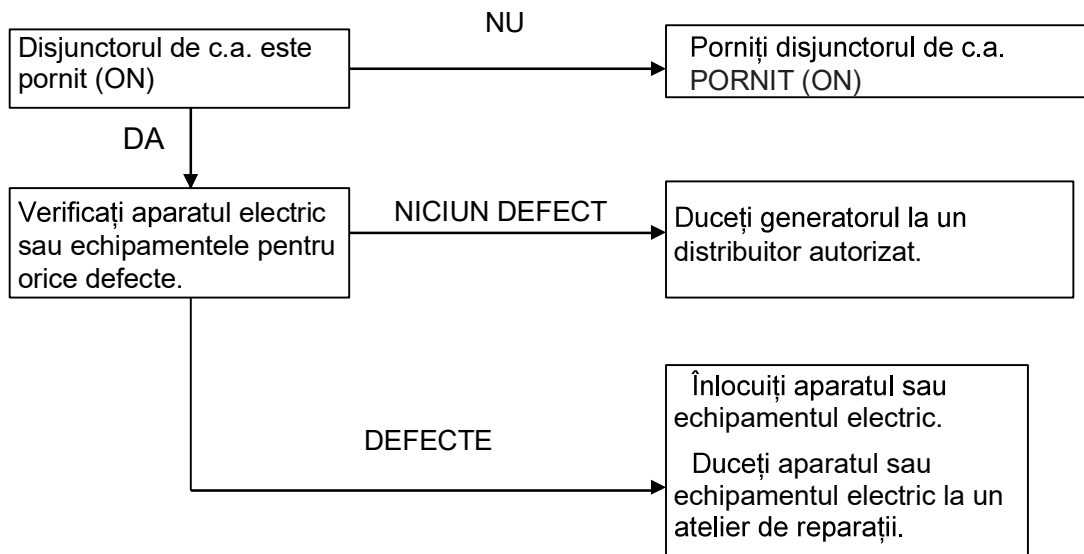 NU
Disjunctorul de c.a. este
pornit (ON)
Porniți disjunctorul de c.a.
PORNIT (ON)
DA
Verificați aparatul electric
sau echipamentele pentru
orice defecte.
NICIUN DEFECT
Duceți generatorul la un
distribuitor autorizat.
DEFECTE
Înlocuiți aparatul sau
echipamentul electric.
Duceți aparatul sau
echipamentul electric la un
atelier de reparații.